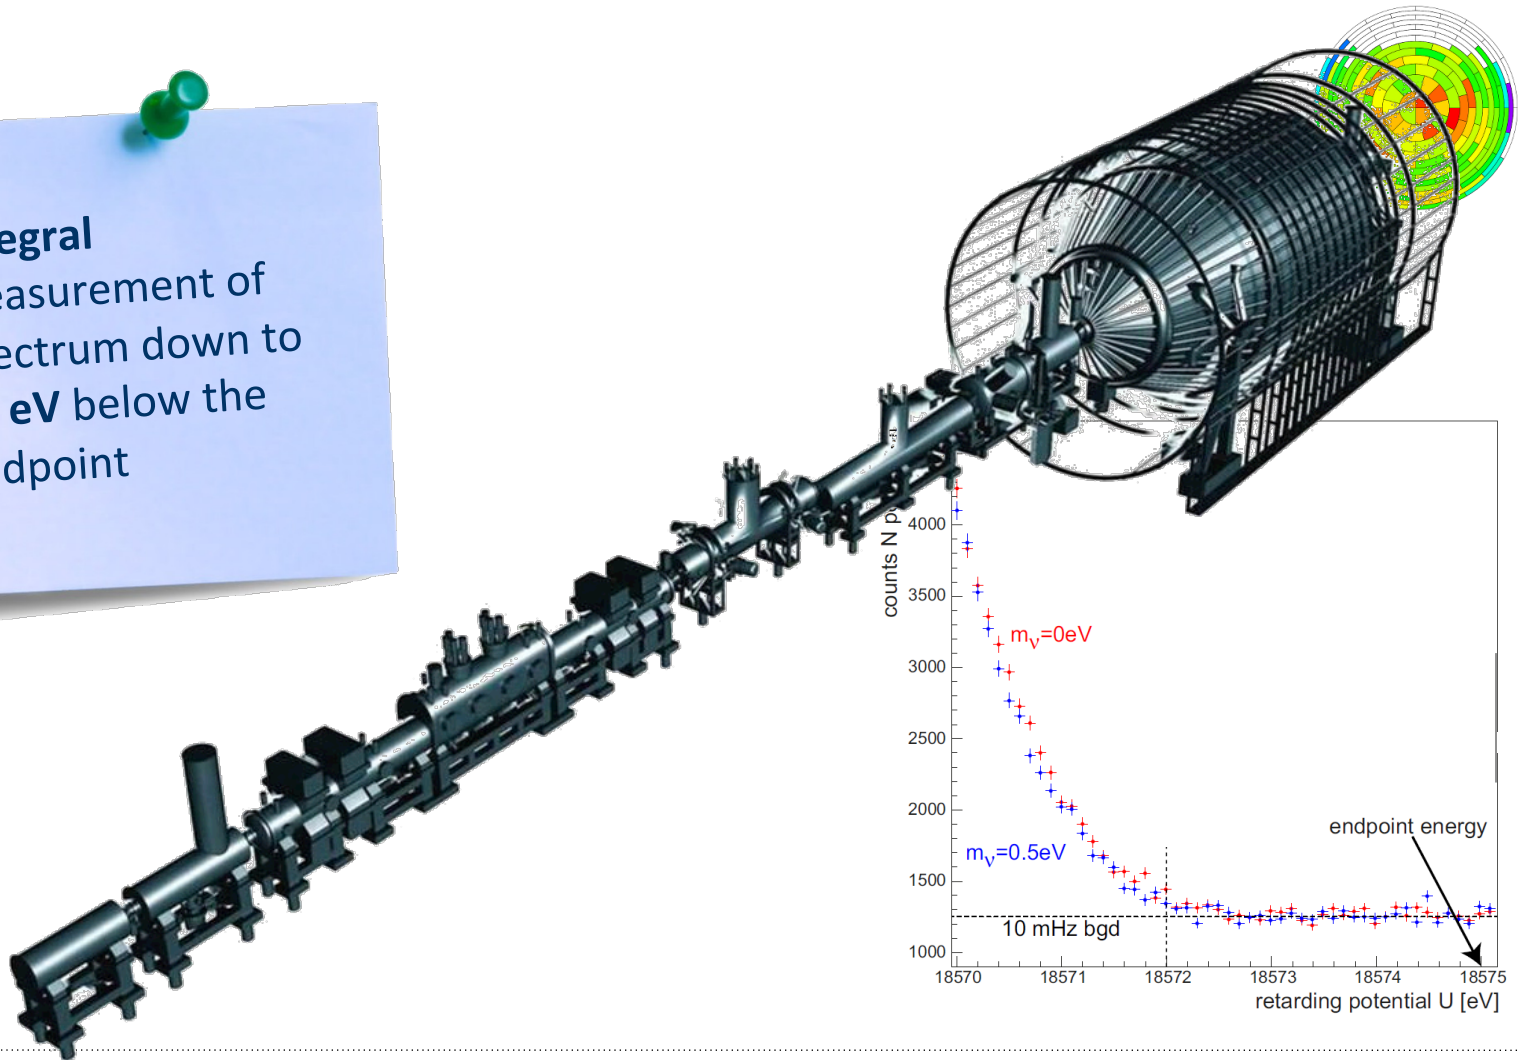 egral
easurement of
ectrum down to
eV below the
dpoint
counts N p
4000
3500
3000
2500
2000
1500
1000
mν=0eV
mν=0.5eV
endpoint energy
10 mHz bgd
18570 18571 18572 18573 18574 18575
retarding potential U [eV]